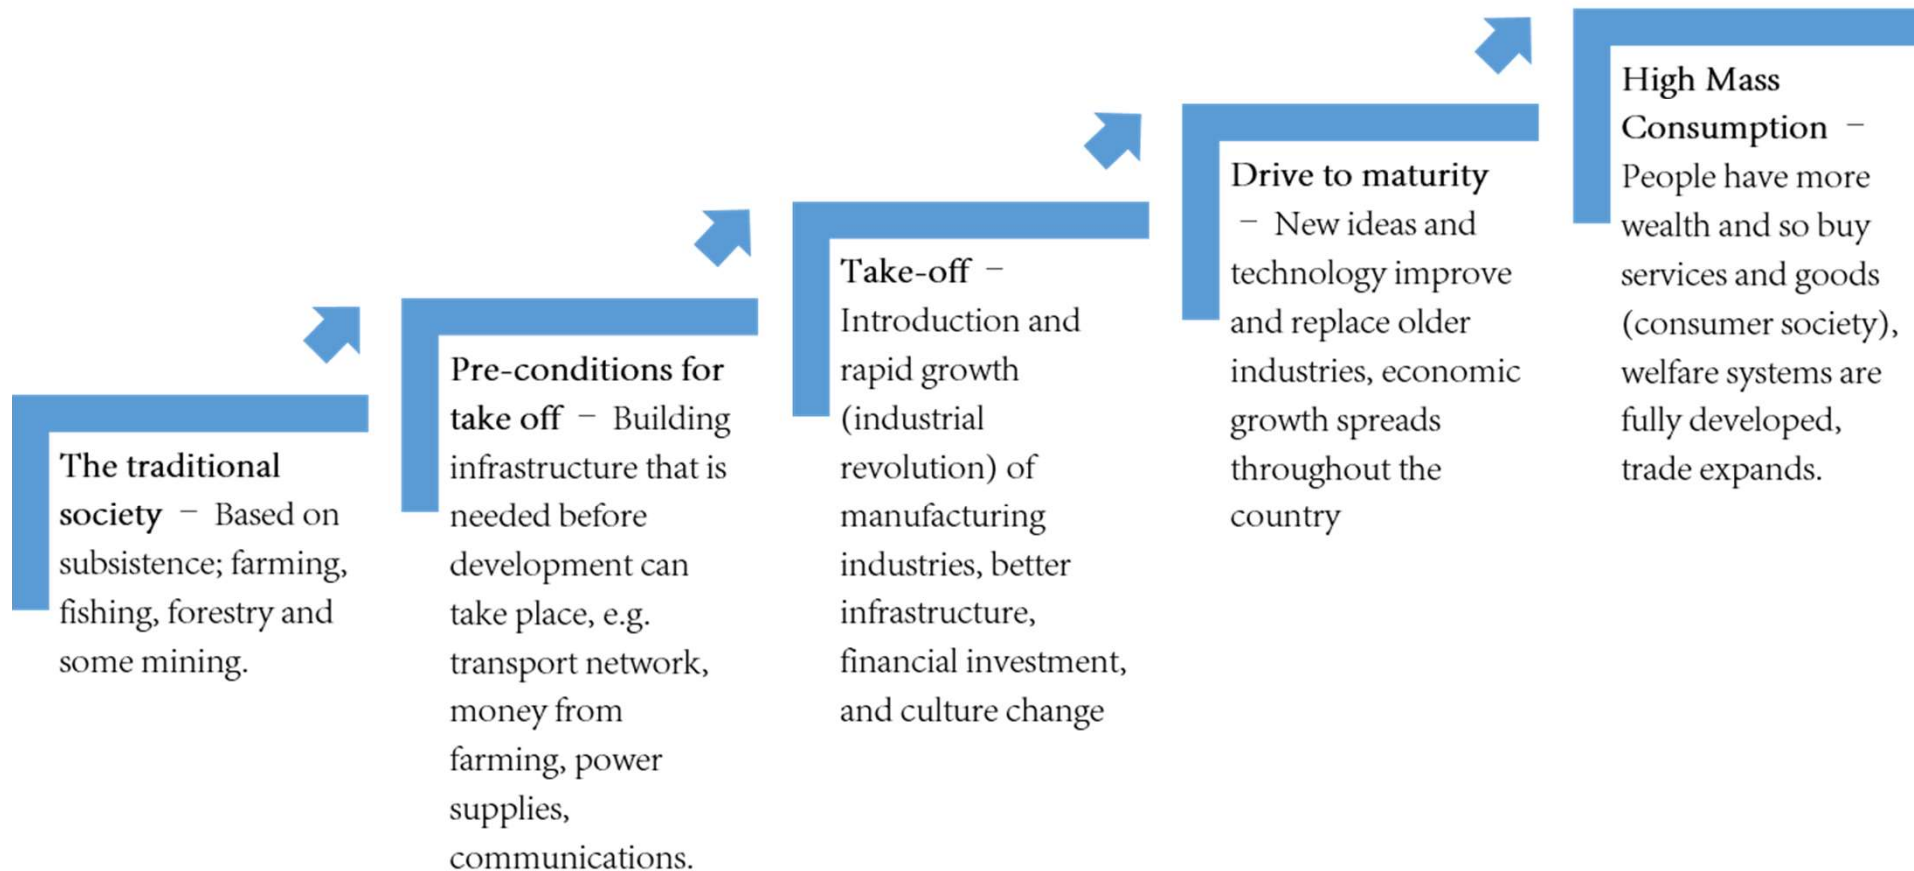 The traditional
society – Based on
subsistence; farming,
fishing, forestry and
some mining.
Pre-conditions for
take off – Building
infrastructure that is
needed before
development can
take place, e.g.
transport network,
money from
farming, power
supplies,
communications.
Take-off –
Introduction and
rapid growth
(industrial
revolution) of
manufacturing
industries, better
infrastructure,
financial investment,
and culture change
Drive to maturity
– New ideas and
technology improve
and replace older
industries, economic
growth spreads
throughout the
country
High Mass
Consumption –
People have more
wealth and so buy
services and goods
(consumer society),
welfare systems are
fully developed,
trade expands.